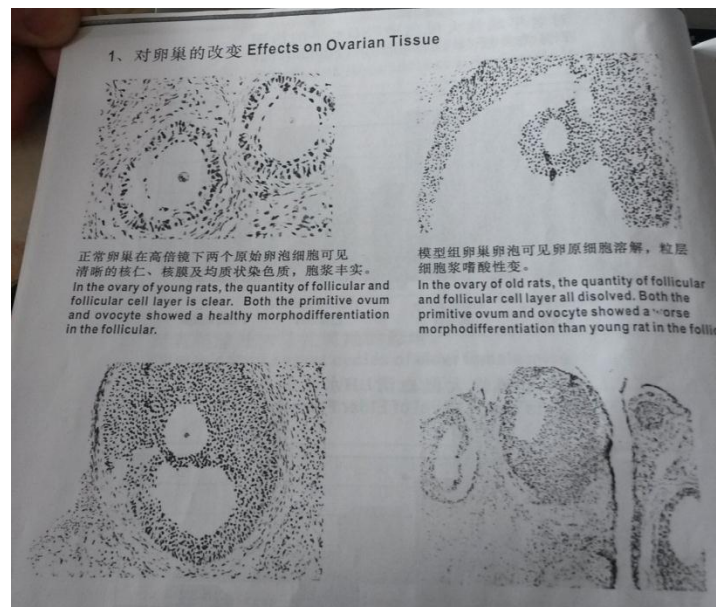 1、对卵巢的改变 Effects on Ovarian Tissue
正常卵巢在高倍镜下两个原始卵泡细胞可见
清晰的核仁、核膜及均质状染色质，胞浆丰实。
In the ovary of young rats, the quantity of follicular and
follicular cell layer is clear. Both the primitive ovum
and ovocyte showed a healthy morphodifferentiation
in the follicular.
模型组卵巢卵泡可见卵原细胞溶解，粒层
细胞浆嗜酸性变。
In the ovary of old rats, the quantity of follicular
and follicular cell layer all disolved. Both the
primitive ovum and ovocyte showed a worse
morphodifferentiation than young rat in the follic